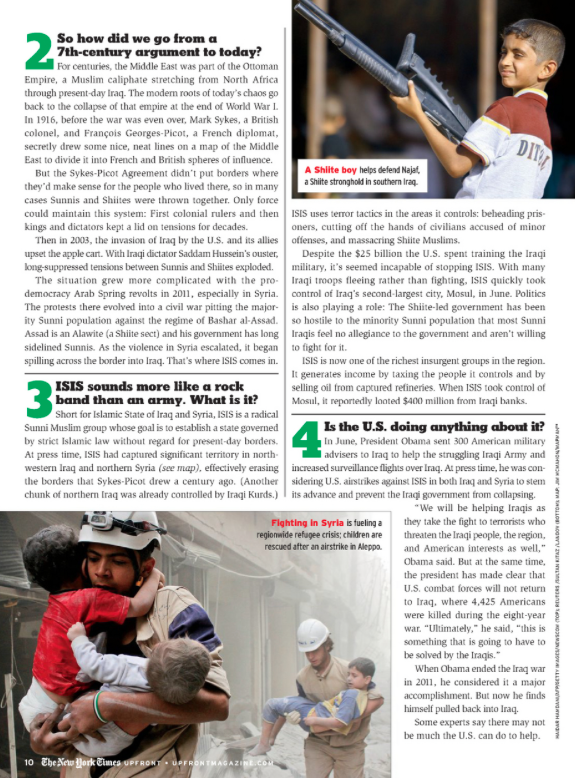 2
So how did we go from a
7th-century argument to today?
For centuries, the Middle East was part of the Ottoman
Empire, a Muslim caliphate stretching from North Africa
through present-day Iraq. The modern roots of today's chaos go
back to the collapse of that empire at the end of World War I.
In 1916, before the war was even over, Mark Sykes, a British
colonel, and François Georges-Picot, a French diplomat,
secretly drew some nice, neat lines on a map of the Middle
East to divide it into French and British spheres of influence.
But the Sykes-Picot Agreement didn't put borders where
they'd make sense for the people who lived there, so in many
cases Sunnis and Shiites were thrown together. Only force
could maintain this system: First colonial rulers and then
kings and dictators kept a lid on tensions for decades.
Then in 2003, the invasion of Iraq by the U.S. and its allies
upset the apple cart. With Iraqi dictator Saddam Hussein's ouster,
long-suppressed tensions between Sunnis and Shiites exploded.
The situation grew more complicated with the pro-
democracy Arab Spring revolts in 2011, especially in Syria.
The protests there evolved into a civil war pitting the major-
ity Sunni population against the regime of Bashar al-Assad.
Assad is an Alawite (a Shiite sect) and his government has long
sidelined Sunnis. As the violence in Syria escalated, it began
spilling across the border into Iraq. That's where ISIS comes in.
3
ISIS sounds more like a rock
band than an army. What is it?
Short for Islamic State of Iraq and Syria, ISIS is a radical
Sunni Muslim group whose goal is to establish a state governed
by strict Islamic law without regard for present-day borders.
At press time, ISIS had captured significant territory in north-
western Iraq and northern Syria (see map), effectively erasing
the borders that Sykes-Picot drew a century ago. (Another
chunk of northern Iraq was already controlled by Iraqi Kurds.)
DIT
A Shiite boy helps defend Najaf,
a Shiite stronghold in southern Iraq.
ISIS uses terror tactics in the areas it controls: beheading pris-
oners, cutting off the hands of civilians accused of minor
offenses, and massacring Shiite Muslims.
Despite the $25 billion the U.S. spent training the Iraqi
military, it's seemed incapable of stopping ISIS. With many
Iraqi troops fleeing rather than fighting, ISIS quickly took
control of Iraq's second-largest city, Mosul, in June. Politics
is also playing a role: The Shiite-led government has been
so hostile to the minority Sunni population that most Sunni
Iraqis feel no allegiance to the government and aren't willing
to fight for it.
ISIS is now one of the richest insurgent groups in the region.
It generates income by taxing the people it controls and by
selling oil from captured refineries. When ISIS took control of
Mosul, it reportedly looted $400 million from Iraqi banks.
4
Is the U.S. doing anything about it?
In June, President Obama sent 300 American military
advisers to Iraq to help the struggling Iraqi Army and
increased surveillance flights over Iraq. At press time, he was con-
sidering U.S. airstrikes against ISIS in both Iraq and Syria to stem
its advance and prevent the Iraqi government from collapsing.
"We will be helping Iraqis as
they take the fight to terrorists who
threaten the Iraqi people, the region,
and American interests as well,"
Obama said. But at the same time,
the president has made clear that
U.S. combat forces will not return
to Iraq, where 4,425 Americans
were killed during the eight-year
war. "Ultimately," he said, "this is
something that is going to have to
be solved by the Iraqis."
When Obama ended the Iraq war
in 2011, he considered it a major
accomplishment. But now he finds
himself pulled back into Iraq.
Some experts say there may not
be much the U.S. can do to help.
Fighting in Syria is fueling a
regionwide refugee crisis; children are
rescued after an airstrike in Aleppo.
10 The New York Times UPFRONT • UPFRONTMAGAZINE.COM